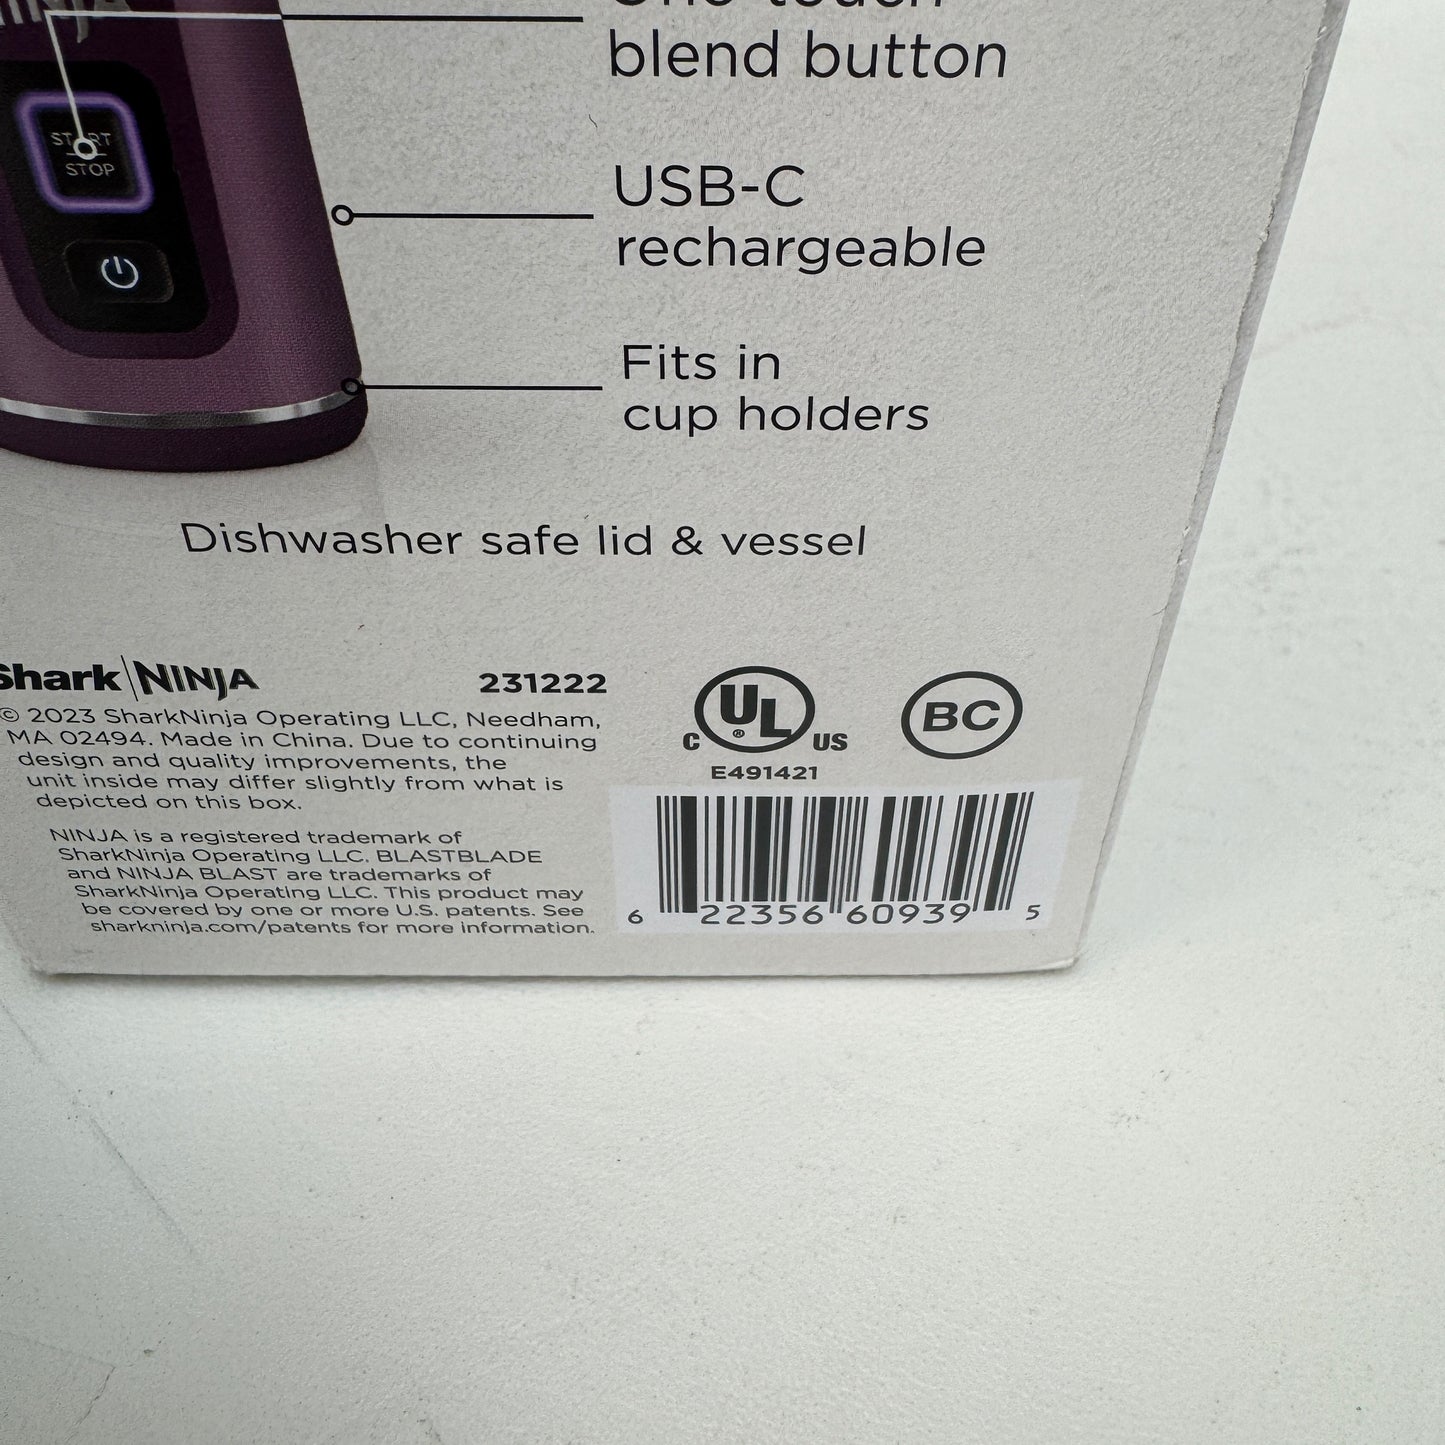 NINJA
One-touch
blend button
START
STOP
USB-C
rechargeable
Fits in
cup holders
Dishwasher safe lid & vessel
Shark NINJA
231222
© 2023 SharkNinja Operating LLC, Needham,
MA 02494. Made in China. Due to continuing
design and quality improvements, the
unit inside may differ slightly from what is
depicted on this box.
NINJA is a registered trademark of
SharkNinja Operating LLC. BLASTBLADE
and NINJA BLAST are trademarks of
SharkNinja Operating LLC. This product may
be covered by one or more U.S. patents. See
sharkninja.com/patents for more information.
C UL ® US
E491421
BC
6 22356 60939 5